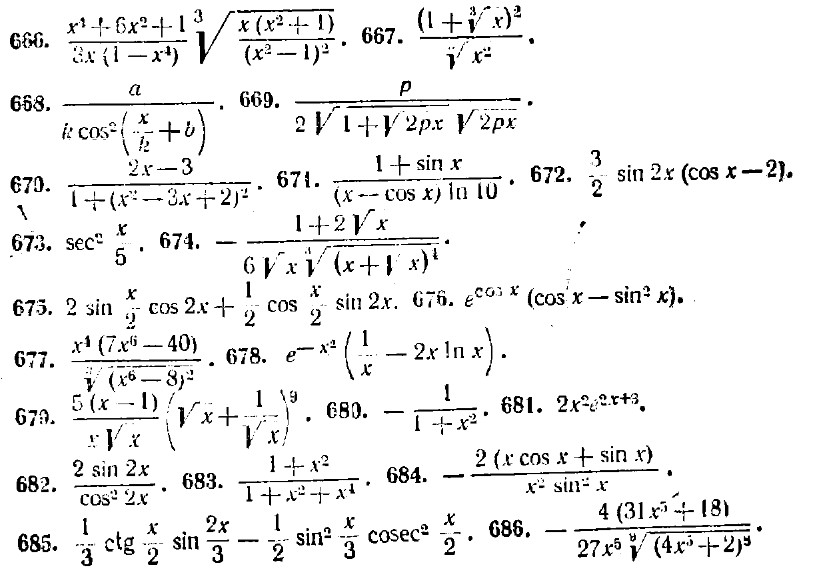 666. \frac{x^4+6x^2+1}{3x(1-x^4)} \sqrt[3]{\frac{x(x^2+1)}{(x^2-1)^2}}. 667. \frac{(1+\sqrt[3]{x})^2}{\sqrt[3]{x^2}}.
668. \frac{a}{k\cos^2\left(\frac{x}{k}+b\right)}. 669. \frac{p}{2\sqrt{1+\sqrt{2px}}\sqrt{2px}}.
670. \frac{2x-3}{1+(x^2-3x+2)^2}. 671. \frac{1+\sin x}{(x-\cos x)\ln 10}. 672. \frac{3}{2} \sin 2x (\cos x-2).
673. sec² \frac{x}{5}. 674. -\frac{1+2\sqrt{x}}{6\sqrt{x}\sqrt[3]{(x+\sqrt{x})^4}}.
675. 2 \sin \frac{x}{2} \cos 2x+\frac{1}{2} \cos \frac{x}{2} \sin 2x. 676. e^{\cos x} (\cos x-\sin^2 x).
677. \frac{x^4(7x^6-40)}{\sqrt[3]{(x^6-8)^2}}. 678. e^{-x^2}\left(\frac{1}{x}-2x\ln x\right).
679. \frac{5(x-1)}{x\sqrt{x}}\left(\sqrt{x}+\frac{1}{\sqrt{x}}\right)^9. 680. -\frac{1}{1+x^2}. 681. 2x^2e^{2x+3}.
682. \frac{2\sin 2x}{\cos^2 2x}. 683. \frac{1+x^2}{1+x^2+x^4}. 684. -\frac{2(x\cos x+\sin x)}{x^2\sin^2 x}.
685. \frac{1}{3} ctg \frac{x}{2} \sin \frac{2x}{3}-\frac{1}{2} \sin^2 \frac{x}{3} cosec² \frac{x}{2}. 686. -\frac{4(31x^5+18)}{27x^5\sqrt[9]{(4x^5+2)^8}}.